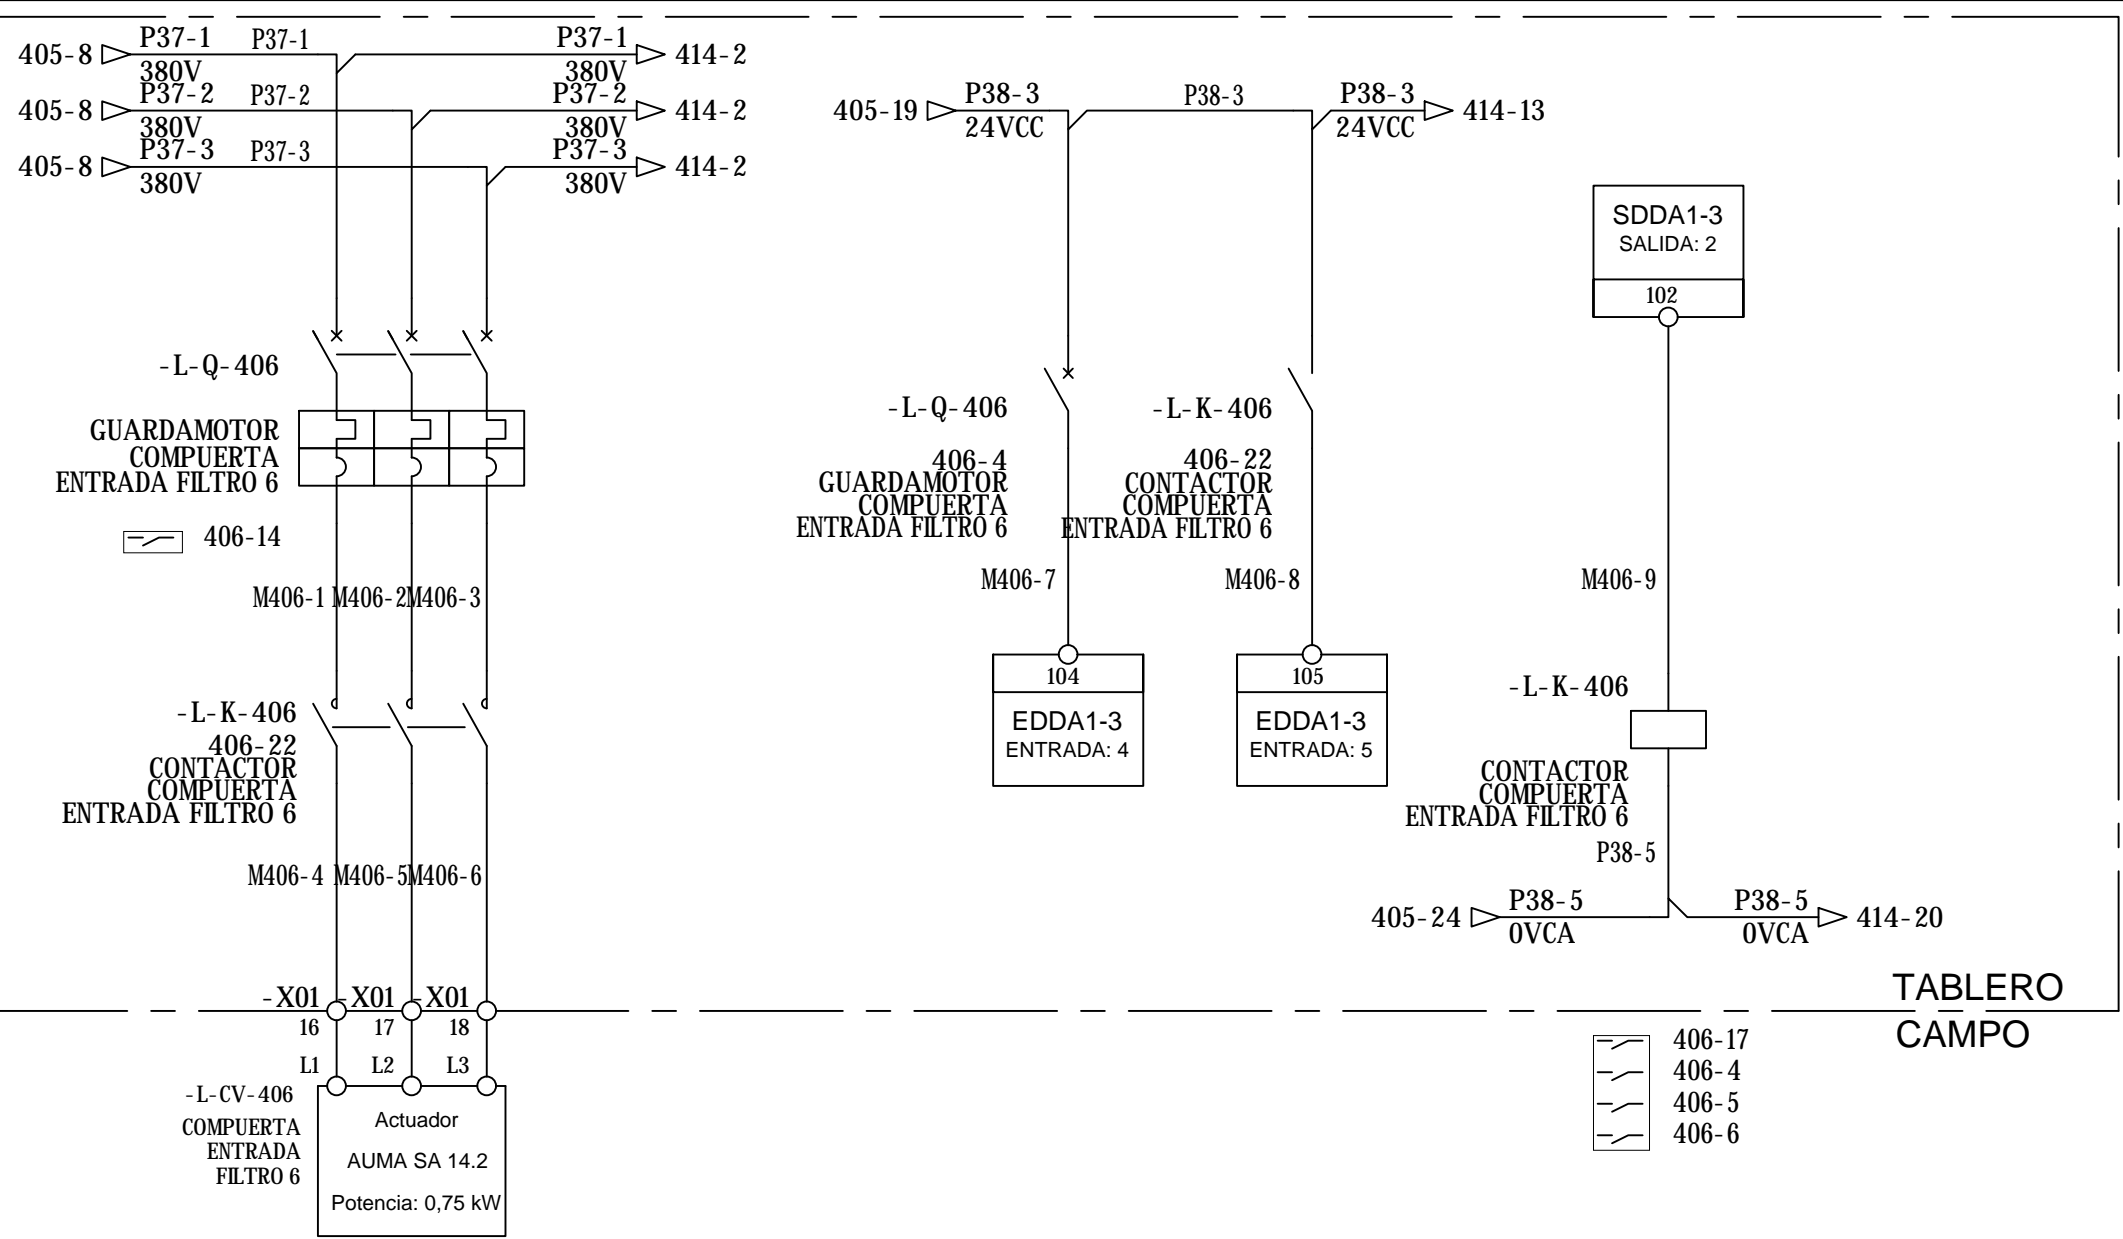 405-8 P37-1 P37-1 P37-1 414-2
380V 380V
405-8 P37-2 P37-2 P37-2 414-2
380V 380V
405-8 P37-3 P37-3 P37-3 414-2
380V 380V
405-19 P38-3 P38-3 P38-3 414-13
24VCC 24VCC
SDDA1-3
SALIDA: 2
102
-L-Q-406
GUARDAMOTOR
COMPUERTA
ENTRADA FILTRO 6
406-14
M406-1 M406-2 M406-3
-L-K-406
406-22
CONTACTOR
COMPUERTA
ENTRADA FILTRO 6
M406-4 M406-5 M406-6
-X01 -X01 -X01
16 17 18
L1 L2 L3
-L-CV-406
COMPUERTA
ENTRADA
FILTRO 6
Actuador
AUMA SA 14.2
Potencia: 0,75 kW
-L-Q-406
406-4
GUARDAMOTOR
COMPUERTA
ENTRADA FILTRO 6
M406-7
104
EDDA1-3
ENTRADA: 4
-L-K-406
406-22
CONTACTOR
COMPUERTA
ENTRADA FILTRO 6
M406-8
105
EDDA1-3
ENTRADA: 5
M406-9
-L-K-406
CONTACTOR
COMPUERTA
ENTRADA FILTRO 6
P38-5
405-24 P38-5 P38-5 414-20
0VCA 0VCA
TABLERO
CAMPO
406-17
406-4
406-5
406-6